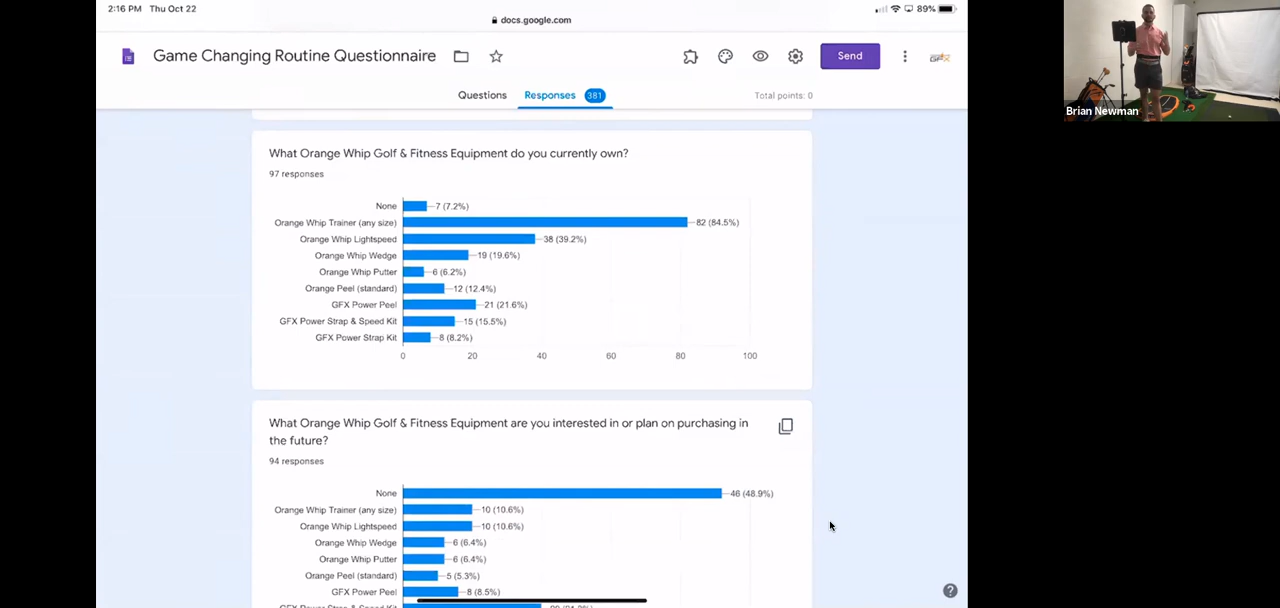 2:16 PM Thu Oct 22
89%
docs.google.com
Game Changing Routine Questionnaire
Send
GFX
Questions
Responses 381
Total points: 0
Brian Newman
What Orange Whip Golf & Fitness Equipment do you currently own?
97 responses
None 7 (7.2%)
Orange Whip Trainer (any size) 82 (84.5%)
Orange Whip Lightspeed 38 (39.2%)
Orange Whip Wedge 19 (19.6%)
Orange Whip Putter 6 (6.2%)
Orange Peel (standard) 12 (12.4%)
GFX Power Peel 21 (21.6%)
GFX Power Strap & Speed Kit 15 (15.5%)
GFX Power Strap Kit 8 (8.2%)
0 20 40 60 80 100
What Orange Whip Golf & Fitness Equipment are you interested in or plan on purchasing in
the future?
94 responses
None 46 (48.9%)
Orange Whip Trainer (any size) 10 (10.6%)
Orange Whip Lightspeed 10 (10.6%)
Orange Whip Wedge 6 (6.4%)
Orange Whip Putter 6 (6.4%)
Orange Peel (standard) 5 (5.3%)
GFX Power Peel 8 (8.5%)
GFX Power Strap & Speed Kit